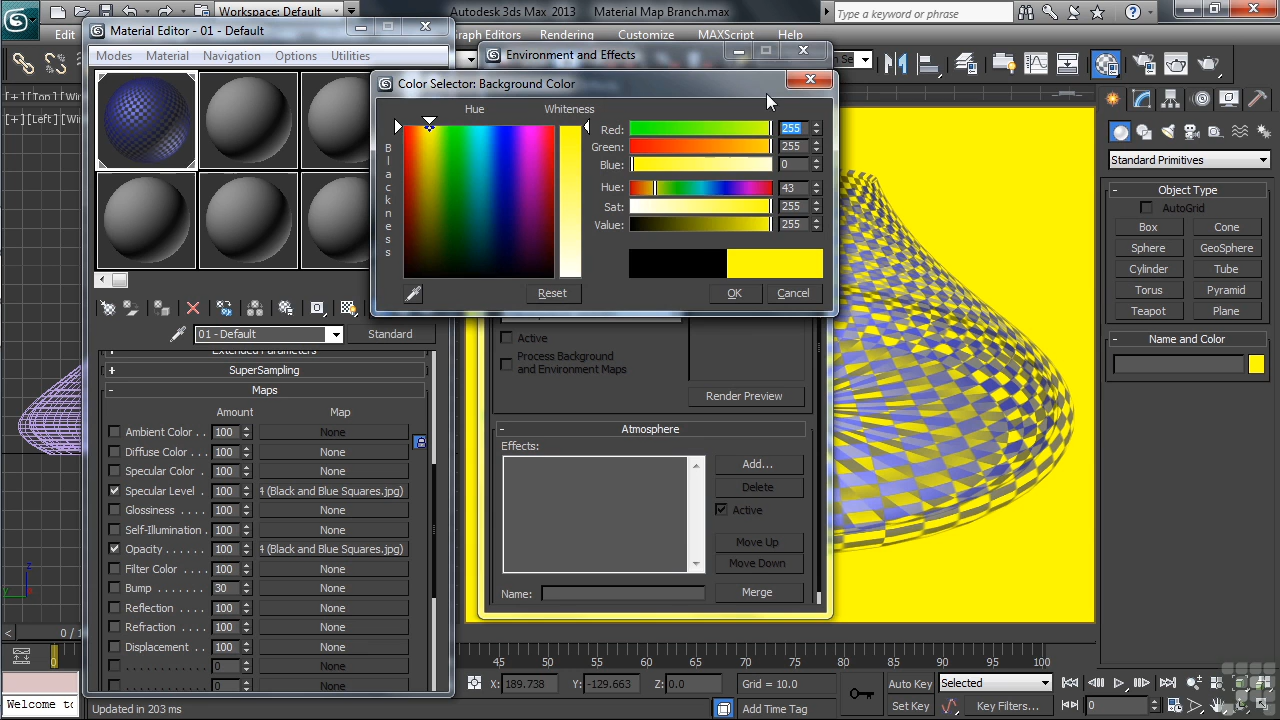 Workspace: Default
Autodesk 3ds Max 2013
Material Map Branch.max
Type a keyword or phrase
Edit
Graph Editors
Rendering
Customize
MAXScript
Help
Material Editor - 01 - Default
Modes
Material
Navigation
Options
Utilities
Environment and Effects
Color Selector: Background Color
Hue
Whiteness
Blackness
Red:
255
Green:
255
Blue:
0
Hue:
43
Sat:
255
Value:
255
Reset
OK
Cancel
[+] [Top] [Wi
[+] [Left] [Wi
01 - Default
Standard
Extended Parameters
+ SuperSampling
- Maps
Amount
Map
Ambient Color . .
100
None
Diffuse Color . . .
100
None
Specular Color .
100
None
Specular Level .
100
4 (Black and Blue Squares.jpg)
Glossiness . . . .
100
None
Self-Illumination .
100
None
Opacity . . . . . .
100
4 (Black and Blue Squares.jpg)
Filter Color . . . .
100
None
Bump . . . . . . .
30
None
Reflection . . . .
100
None
Refraction . . . .
100
None
Displacement . .
100
None
0
None
0
None
Active
Process Background
and Environment Maps
Render Preview
- Atmosphere
Effects:
Add...
Delete
Active
Move Up
Move Down
Name:
Merge
Standard Primitives
- Object Type
AutoGrid
Box
Cone
Sphere
GeoSphere
Cylinder
Tube
Torus
Pyramid
Teapot
Plane
- Name and Color
z
y
< 0 / 1
0
45
50
55
60
65
70
75
80
85
90
95
100
X: 189.738
Y: -129.663
Z: 0.0
Grid = 10.0
Auto Key
Selected
Set Key
Key Filters...
0
Welcome to
Updated in 203 ms
Add Time Tag